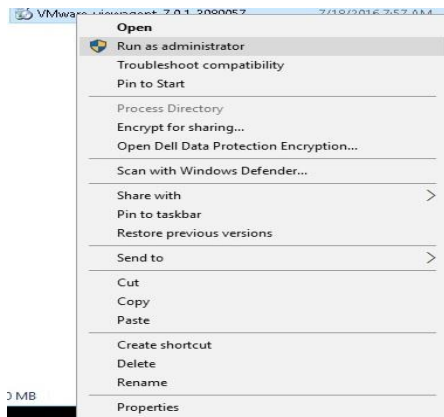 VMware-viewagent-7.0.1-3989057 7/18/2016 7:57 AM
Open
Run as administrator
Troubleshoot compatibility
Pin to Start
Process Directory
Encrypt for sharing...
Open Dell Data Protection Encryption...
Scan with Windows Defender...
Share with
Pin to taskbar
Restore previous versions
Send to
Cut
Copy
Paste
Create shortcut
Delete
Rename
0 MB
Properties